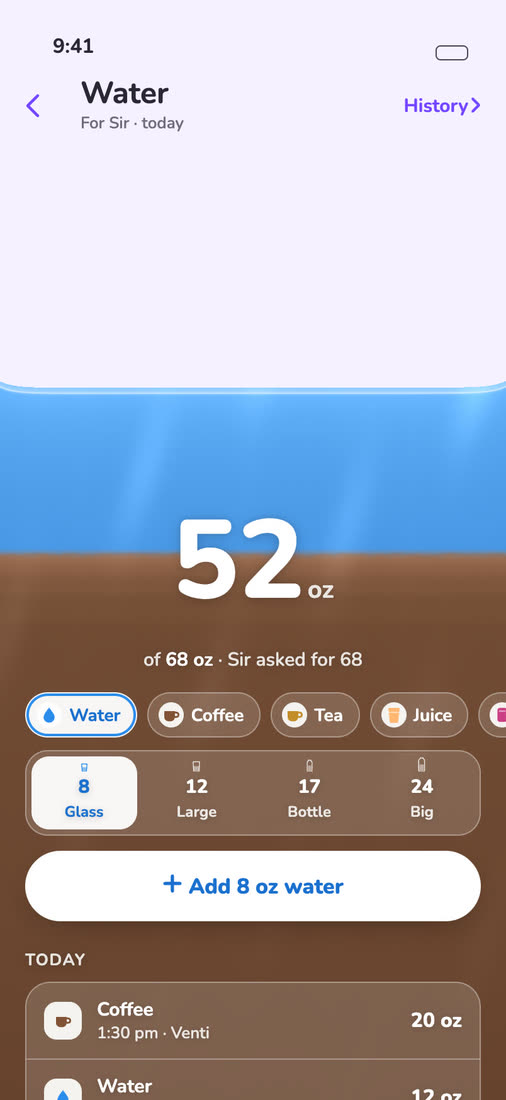 9:41
Water
For Sir · today
History
52 oz
of 68 oz · Sir asked for 68
Water
Coffee
Tea
Juice
8
Glass
12
Large
17
Bottle
24
Big
+ Add 8 oz water
TODAY
Coffee
1:30 pm · Venti
20 oz
Water
12 oz